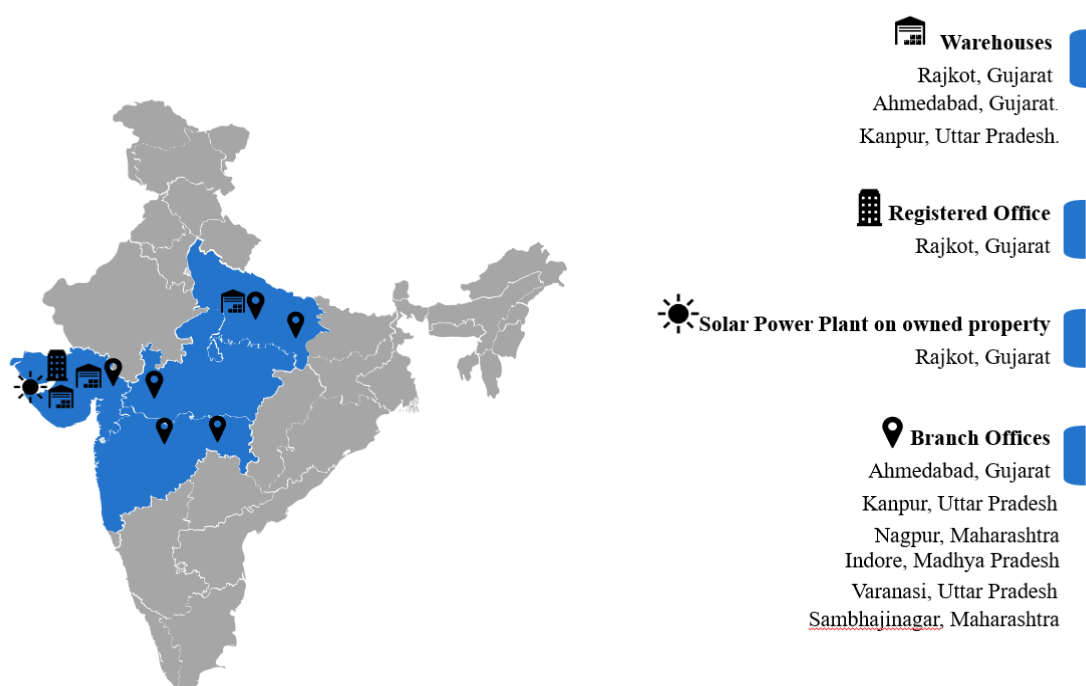 Warehouses
Rajkot, Gujarat
Ahmedabad, Gujarat.
Kanpur, Uttar Pradesh.
Registered Office
Rajkot, Gujarat
Solar Power Plant on owned property
Rajkot, Gujarat
Branch Offices
Ahmedabad, Gujarat
Kanpur, Uttar Pradesh
Nagpur, Maharashtra
Indore, Madhya Pradesh
Varanasi, Uttar Pradesh
Sambhajinagar, Maharashtra